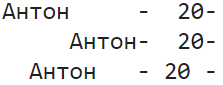 Антон     -  20-
     Антон-  20-
  Антон   - 20 -